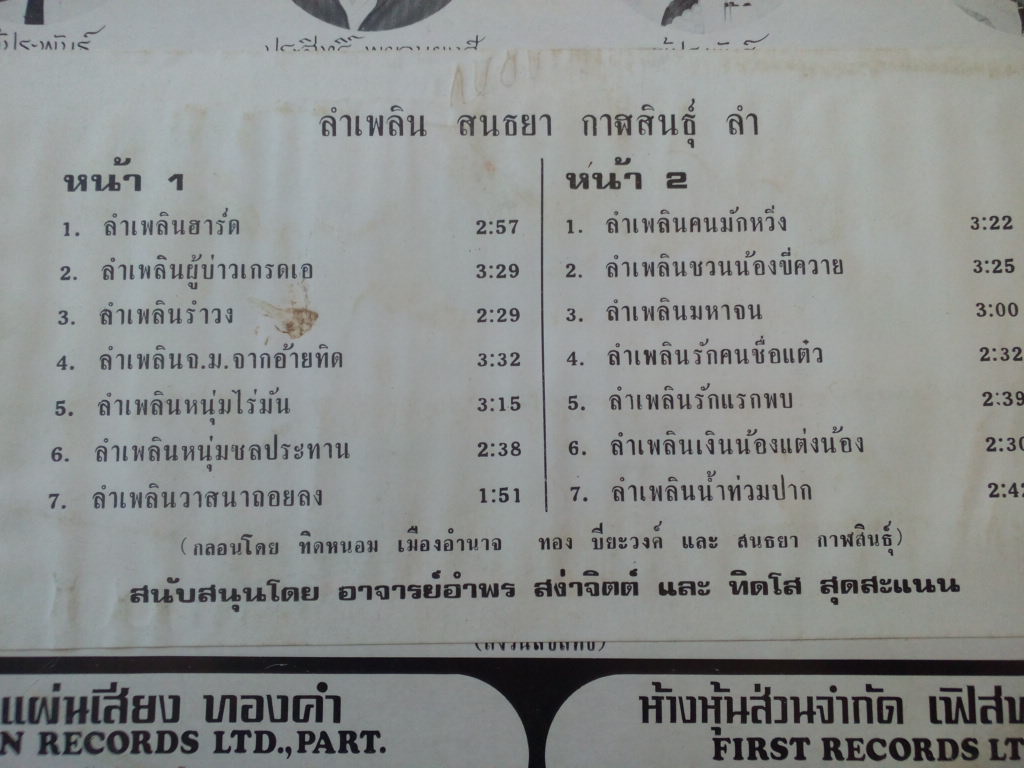 ลำเพลิน สนธยา กาฬสินธุ์ ลำ
หน้า 1
1. ลำเพลินฮาร์ด 2:57
2. ลำเพลินผู้บ่าวเกรดเอ 3:29
3. ลำเพลินรำวง 2:29
4. ลำเพลินจ.ม.จากอ้ายทิด 3:32
5. ลำเพลินหนุ่มไร่มัน 3:15
6. ลำเพลินหนุ่มชลประทาน 2:38
7. ลำเพลินวาสนาถอยลง 1:51
หน้า 2
1. ลำเพลินคนมักหวิ่ง 3:22
2. ลำเพลินชวนน้องขี่ควาย 3:25
3. ลำเพลินมหาจน 3:00
4. ลำเพลินรักคนชื่อแต๋ว 2:32
5. ลำเพลินรักแรกพบ 2:39
6. ลำเพลินเงินน้องแต่งน้อง 2:30
7. ลำเพลินน้ำท่วมปาก
(กลอนโดย ทิดหนอม เมืองอำนาจ ทอง ปิยะวงค์ และ สนธยา กาฬสินธุ์)
สนับสนุนโดย อาจารย์อำพร สง่าจิตต์ และ ทิดโส สุดสะแนน
แผ่นเสียง ทองคำ
N RECORDS LTD.,PART.
ห้างหุ้นส่วนจำกัด
FIRST RECORDS LT